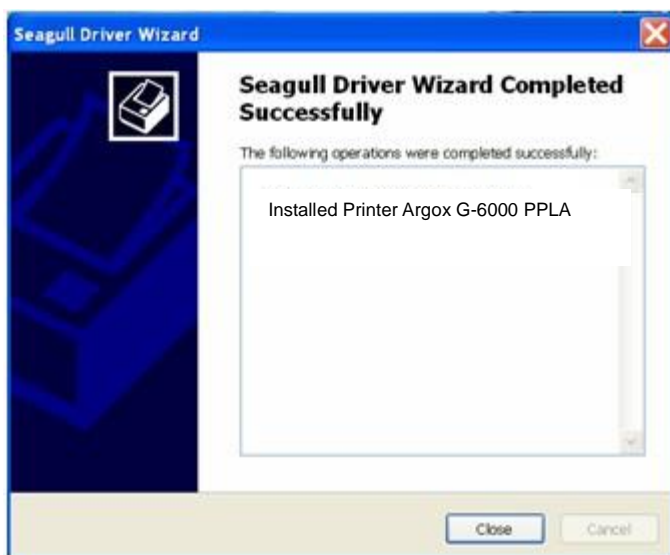 Seagull Driver Wizard
Seagull Driver Wizard Completed
Successfully
The following operations were completed successfully:
Installed Printer Argox G-6000 PPLA
Close
Cancel